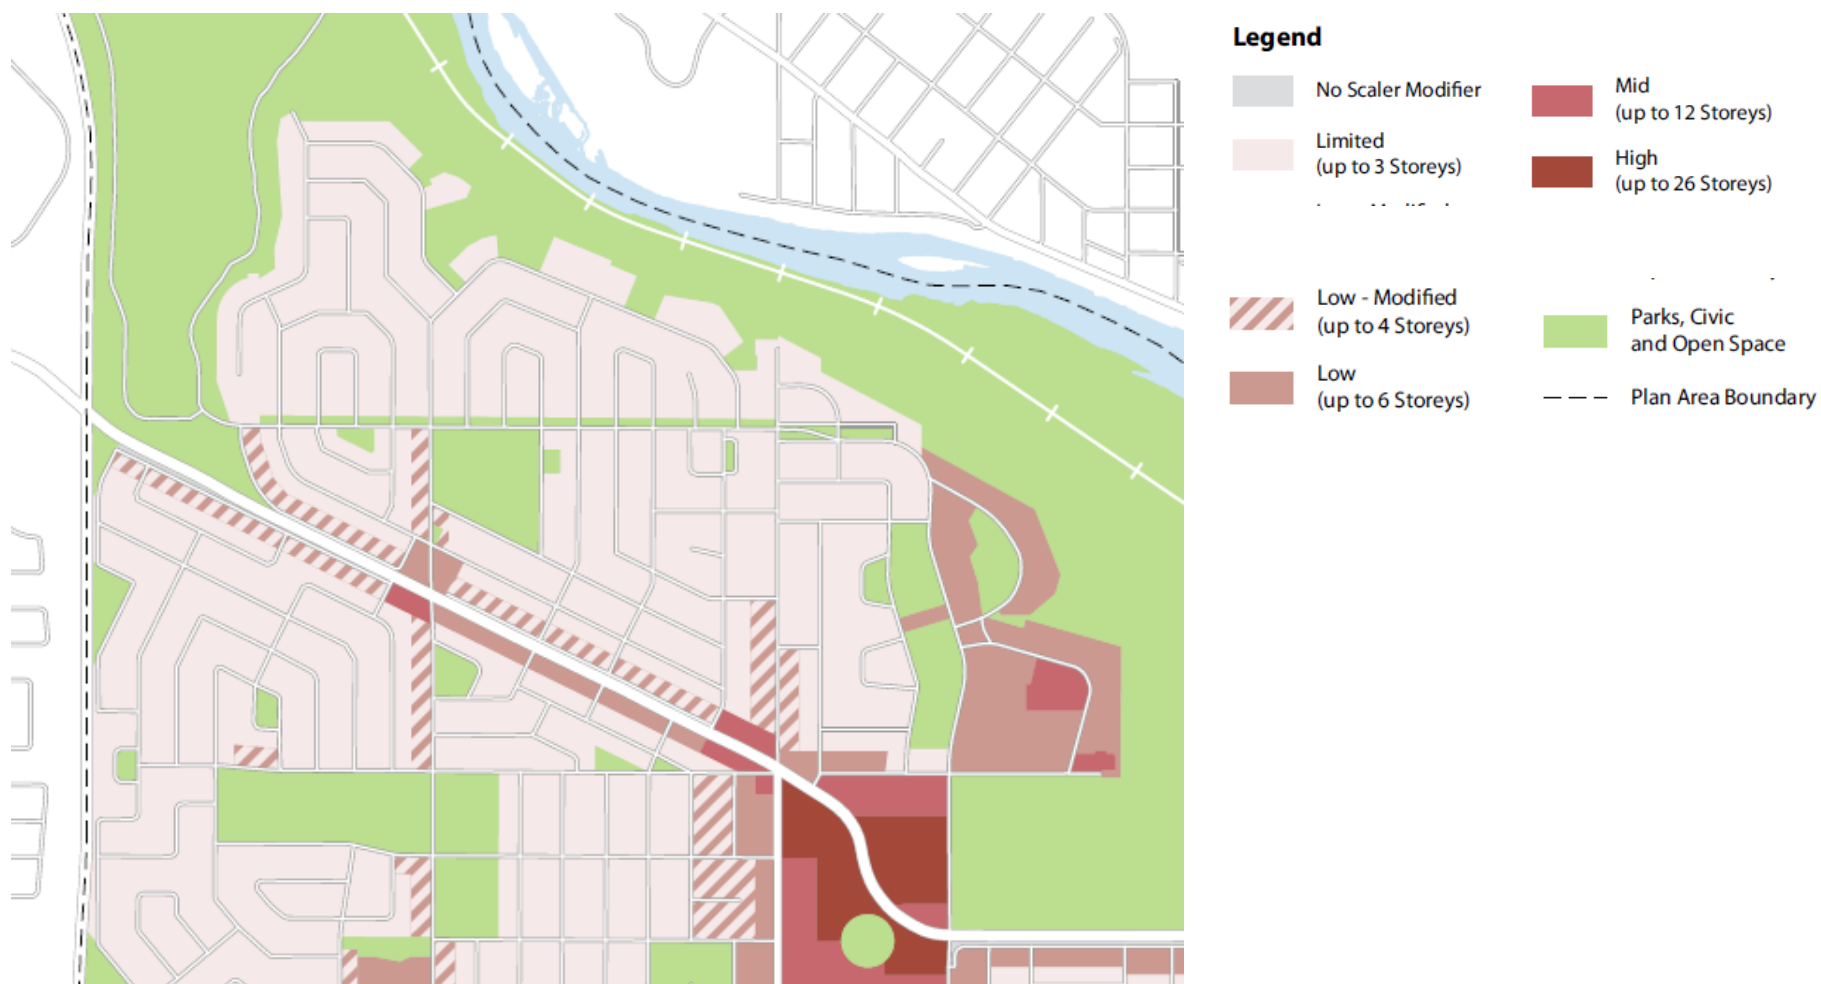 Legend
No Scaler Modifier
Limited
(up to 3 Storeys)
Low - Modified
(up to 4 Storeys)
Low
(up to 6 Storeys)
Mid
(up to 12 Storeys)
High
(up to 26 Storeys)
Parks, Civic
and Open Space
Plan Area Boundary